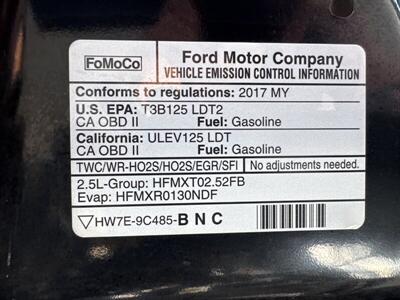 FoMoCo
Ford Motor Company
VEHICLE EMISSION CONTROL INFORMATION
Conforms to regulations: 2017 MY
U.S. EPA: T3B125 LDT2
CA OBD II Fuel: Gasoline
California: ULEV125 LDT
CA OBD II Fuel: Gasoline
TWC/WR-HO2S/HO2S/EGR/SFI No adjustments needed.
2.5L-Group: HFMXT02.52FB
Evap: HFMXR0130NDF
HW7E-9C485-BNC